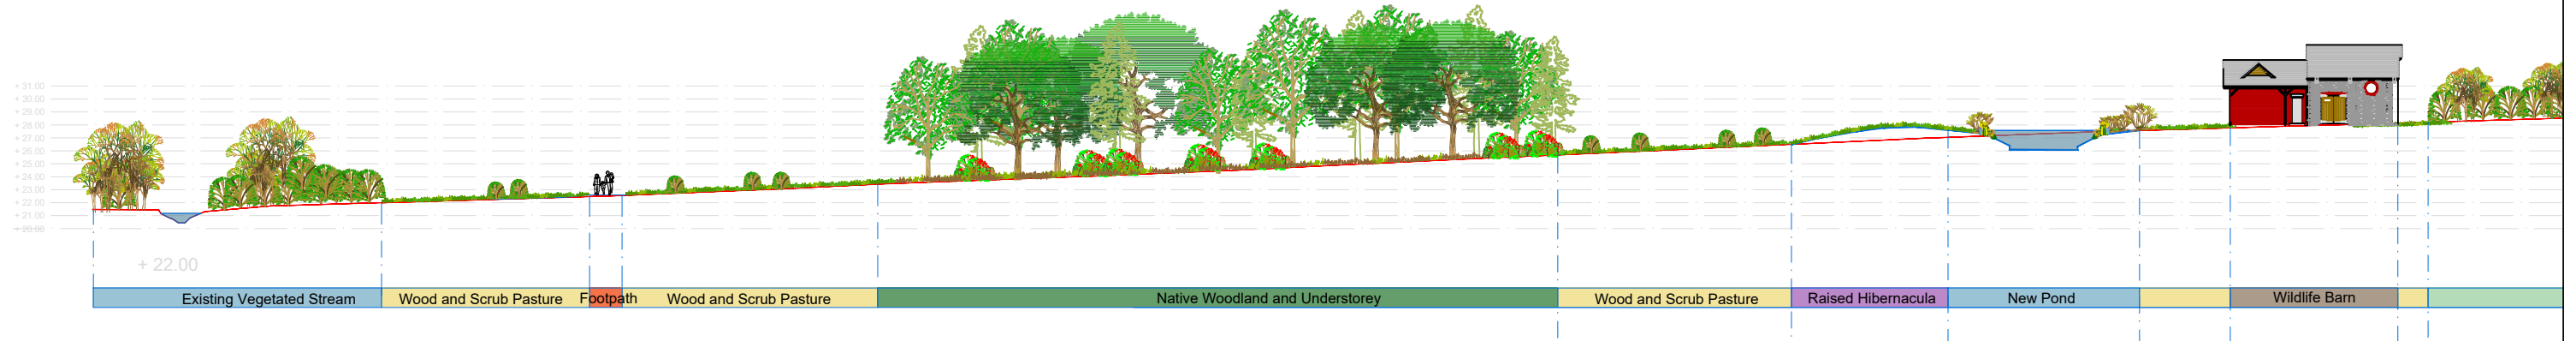 + 31.00
+ 30.00
+ 29.00
+ 28.00
+ 27.00
+ 26.00
+ 25.00
+ 24.00
+ 23.00
+ 22.00
+ 21.00
+ 20.00
+ 22.00
Existing Vegetated Stream
Wood and Scrub Pasture
Footpath
Wood and Scrub Pasture
Native Woodland and Understorey
Wood and Scrub Pasture
Raised Hibernacula
New Pond
Wildlife Barn